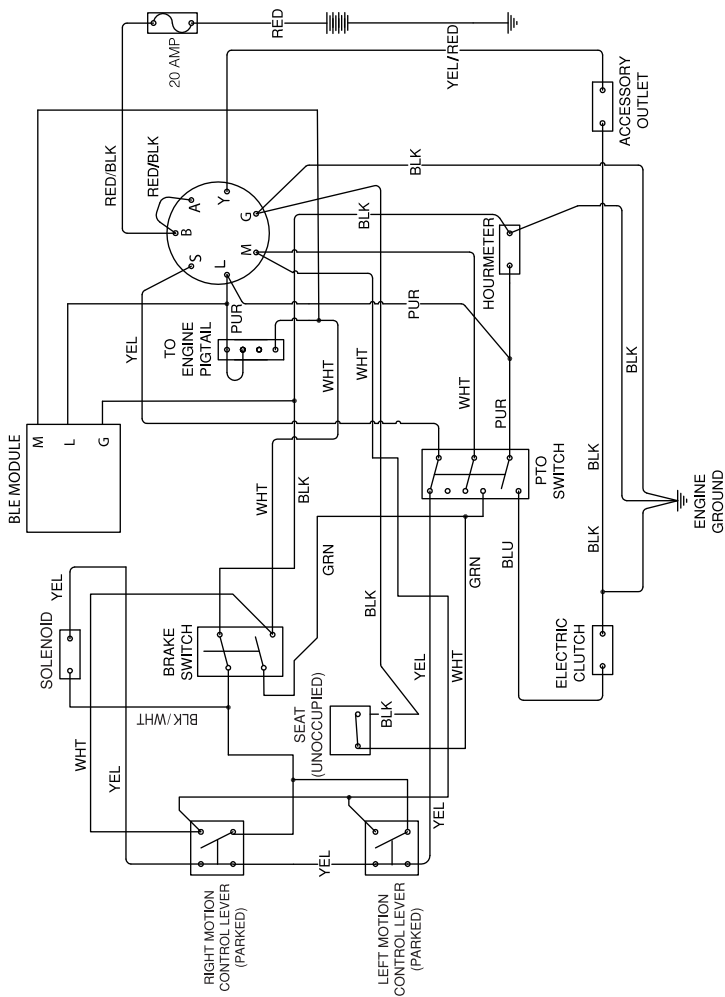 RED
20 AMP
YEL/RED
ACCESSORY
OUTLET
RED/BLK
RED/BLK
BLK
BLK
A
B
Y
S
G
L
M
HOURMETER
PUR
PUR
YEL
TO
ENGINE
PIGTAIL
WHT
WHT
WHT
BLK
PUR
BLE MODULE
M
L
G
PTO
SWITCH
BLK
WHT
BLK
GRN
BLK
ENGINE
GROUND
YEL
SOLENOID
BRAKE
SWITCH
GRN
BLU
BLK
YEL
WHT
ELECTRIC
CLUTCH
BLK/WHT
SEAT
(UNOCCUPIED)
BLK
WHT
YEL
YEL
YEL
RIGHT MOTION
CONTROL LEVER
(PARKED)
LEFT MOTION
CONTROL LEVER
(PARKED)